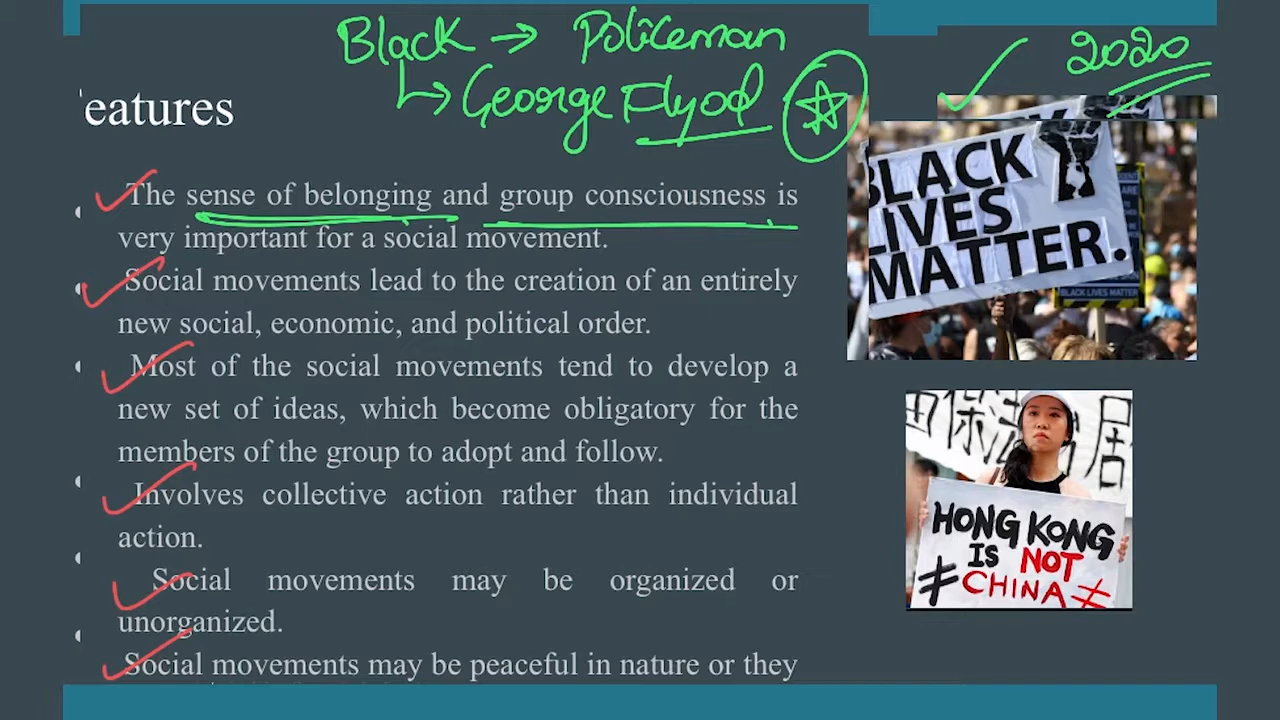 Black → Policeman
2020
↳ George Flyod
eatures
The sense of belonging and group consciousness is
very important for a social movement.
Social movements lead to the creation of an entirely
new social, economic, and political order.
Most of the social movements tend to develop a
new set of ideas, which become obligatory for the
members of the group to adopt and follow.
Involves collective action rather than individual
action.
Social movements may be organized or
unorganized.
Social movements may be peaceful in nature or they
BLACK
LIVES
MATTER.
BLACK LIVES MATTER
HONG KONG
IS NOT
≠ CHINA ≠